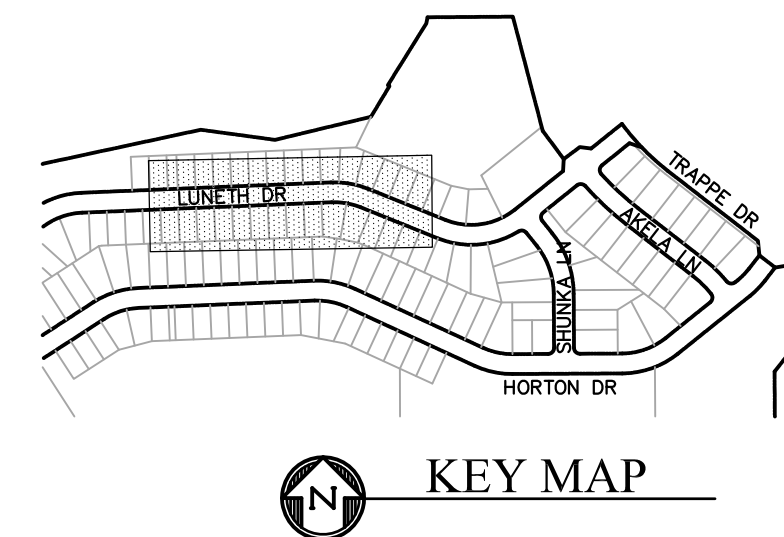 LUNETH DR
TRAPPE DR
AKELA LN
SHUNKA LN
HORTON DR
N
KEY MAP